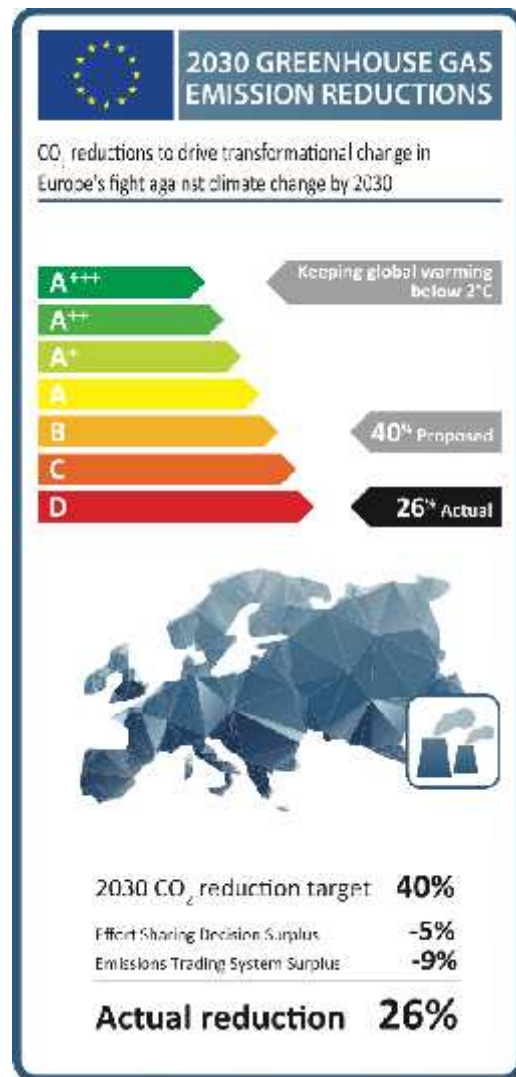 2030 GREENHOUSE GAS
EMISSION REDUCTIONS
CO₂ reductions to drive transformational change in
Europe's fight aga nst climate change by 2030
A+++
Keeping global warming
below 2°C
A++
A+
A
B
40% Proposed
C
D
26% Actual
2030 CO₂ reduction target 40%
Effort Sharing Decision Surplus -5%
Emissions Trading System Surplus -9%
Actual reduction 26%